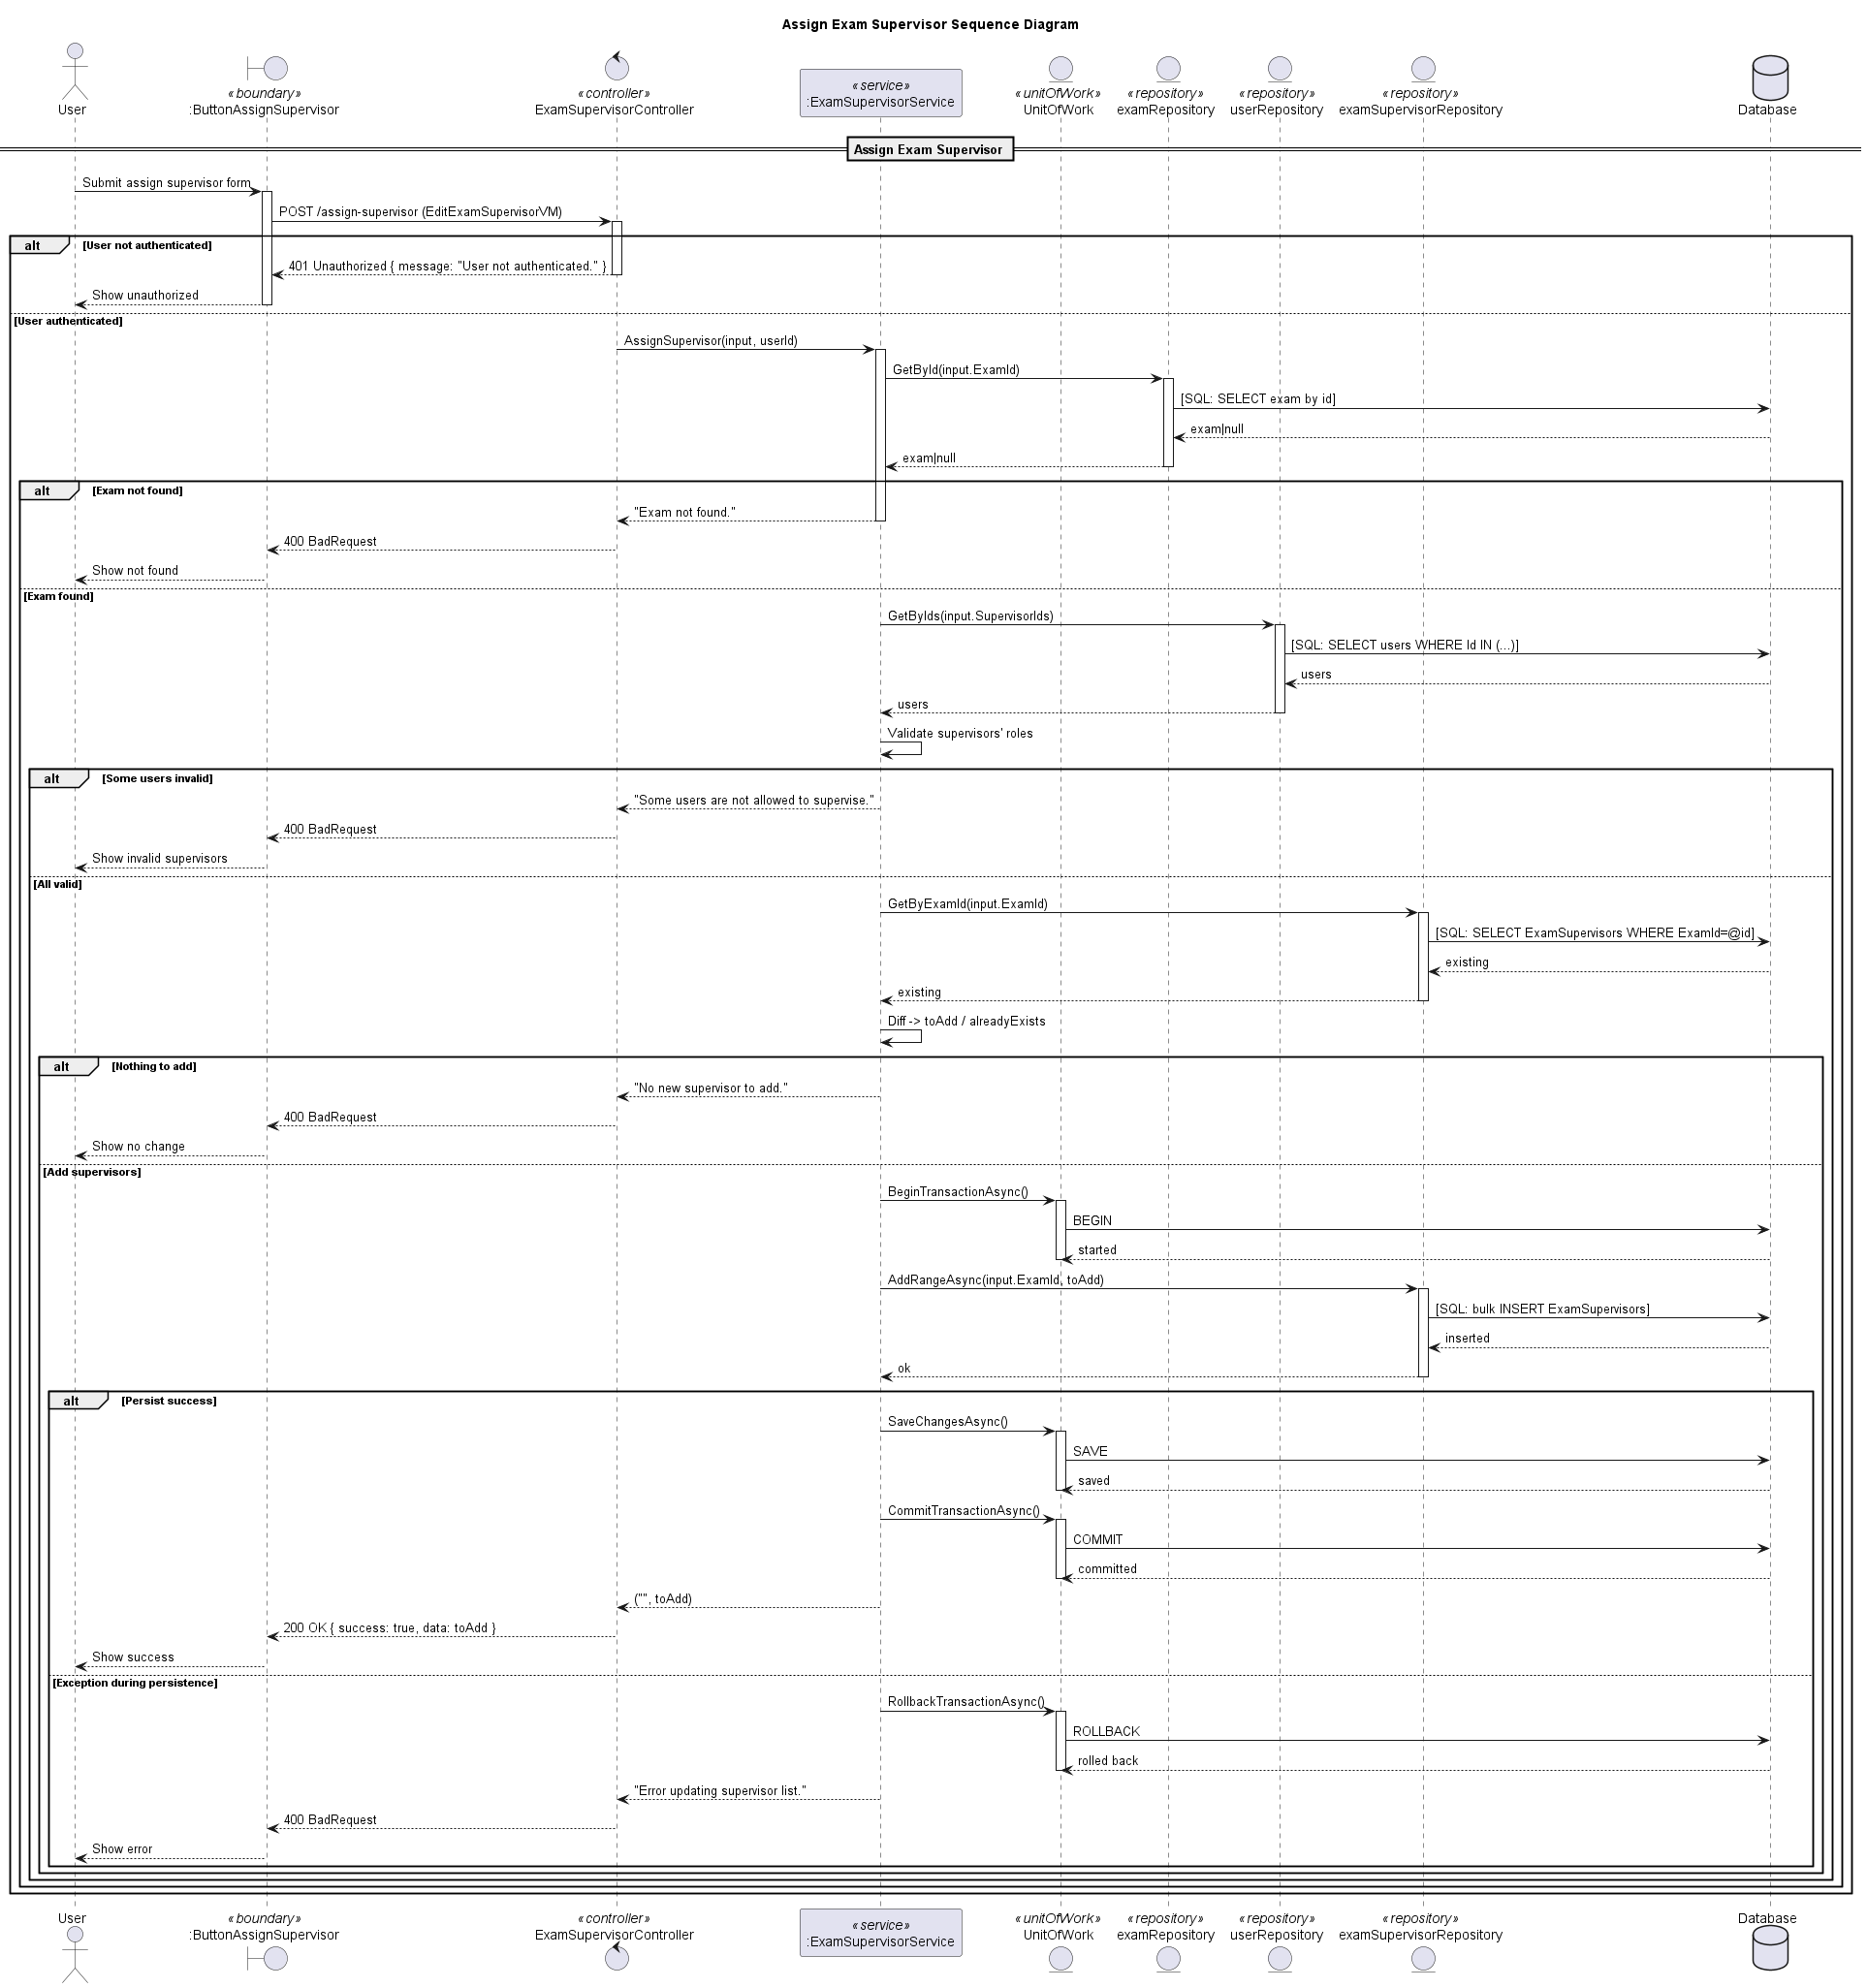 Assign Exam Supervisor Sequence Diagram
User
«boundary»
:ButtonAssignSupervisor
«controller»
ExamSupervisorController
«service»
:ExamSupervisorService
«unitOfWork»
UnitOfWork
«repository»
examRepository
«repository»
userRepository
«repository»
examSupervisorRepository
Database
Assign Exam Supervisor
Submit assign supervisor form
POST /assign-supervisor (EditExamSupervisorVM)
alt [User not authenticated]
401 Unauthorized { message: "User not authenticated." }
Show unauthorized
[User authenticated]
AssignSupervisor(input, userId)
GetById(input.ExamId)
[SQL: SELECT exam by id]
exam|null
exam|null
alt [Exam not found]
"Exam not found."
400 BadRequest
Show not found
[Exam found]
GetByIds(input.SupervisorIds)
[SQL: SELECT users WHERE Id IN (...)]
users
users
Validate supervisors' roles
alt [Some users invalid]
"Some users are not allowed to supervise."
400 BadRequest
Show invalid supervisors
[All valid]
GetByExamId(input.ExamId)
[SQL: SELECT ExamSupervisors WHERE ExamId=@id]
existing
existing
Diff -> toAdd / alreadyExists
alt [Nothing to add]
"No new supervisor to add."
400 BadRequest
Show no change
[Add supervisors]
BeginTransactionAsync()
BEGIN
started
AddRangeAsync(input.ExamId, toAdd)
[SQL: bulk INSERT ExamSupervisors]
inserted
ok
alt [Persist success]
SaveChangesAsync()
SAVE
saved
CommitTransactionAsync()
COMMIT
committed
("", toAdd)
200 OK { success: true, data: toAdd }
Show success
[Exception during persistence]
RollbackTransactionAsync()
ROLLBACK
rolled back
"Error updating supervisor list."
400 BadRequest
Show error
User
«boundary»
:ButtonAssignSupervisor
«controller»
ExamSupervisorController
«service»
:ExamSupervisorService
«unitOfWork»
UnitOfWork
«repository»
examRepository
«repository»
userRepository
«repository»
examSupervisorRepository
Database